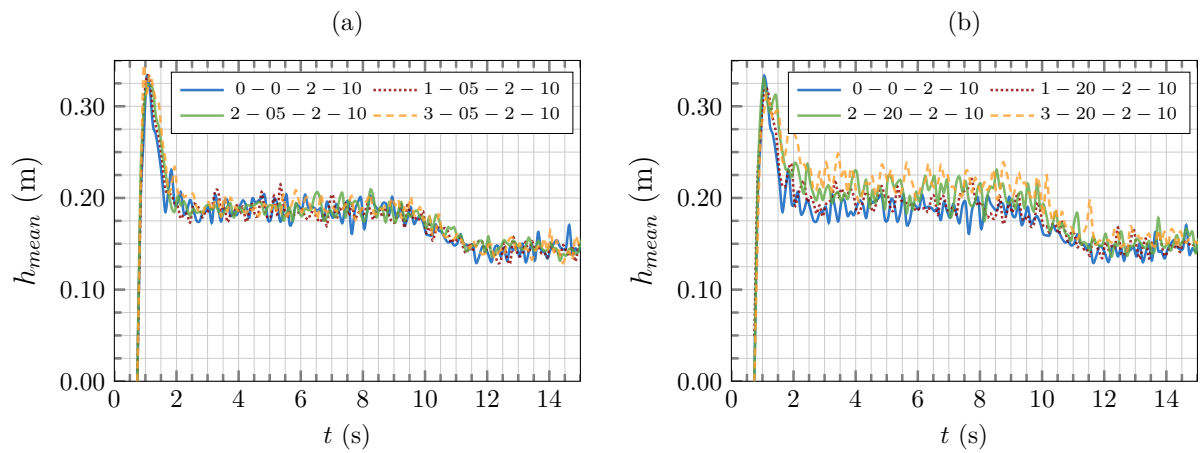 (a)
0 − 0 − 2 − 10
1 − 05 − 2 − 10
2 − 05 − 2 − 10
3 − 05 − 2 − 10
0.30
0.20
0.10
0.00
h_mean (m)
0 2 4 6 8 10 12 14
t (s)
(b)
0 − 0 − 2 − 10
1 − 20 − 2 − 10
2 − 20 − 2 − 10
3 − 20 − 2 − 10
0.30
0.20
0.10
0.00
h_mean (m)
0 2 4 6 8 10 12 14
t (s)